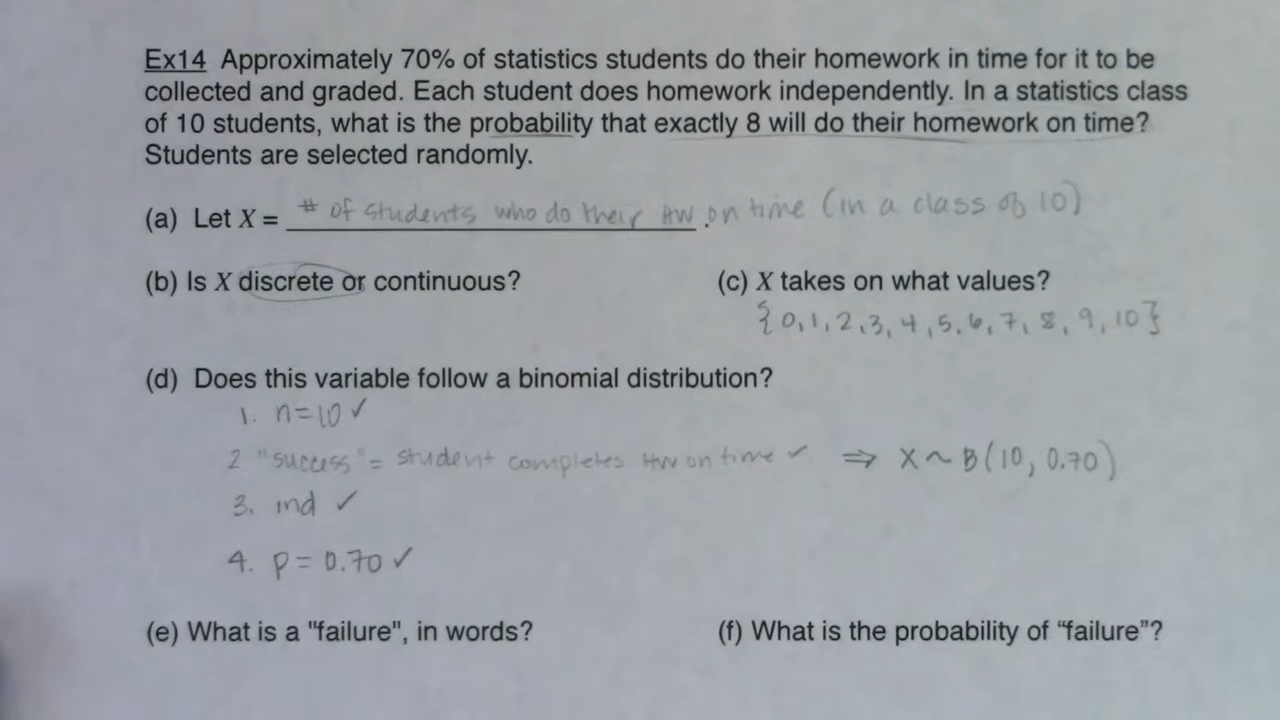 Ex14 Approximately 70% of statistics students do their homework in time for it to be
collected and graded. Each student does homework independently. In a statistics class
of 10 students, what is the probability that exactly 8 will do their homework on time?
Students are selected randomly.
(a) Let X = # of students who do their HW on time (in a class of 10) .
(b) Is X discrete or continuous?
(c) X takes on what values?
{0,1,2,3,4,5,6,7,8,9,10}
(d) Does this variable follow a binomial distribution?
1. n=10 ✓
2 "success" = student completes HW on time ✓ ⇒ X ~ B(10, 0.70)
3. ind ✓
4. p = 0.70 ✓
(e) What is a "failure", in words?
(f) What is the probability of “failure”?